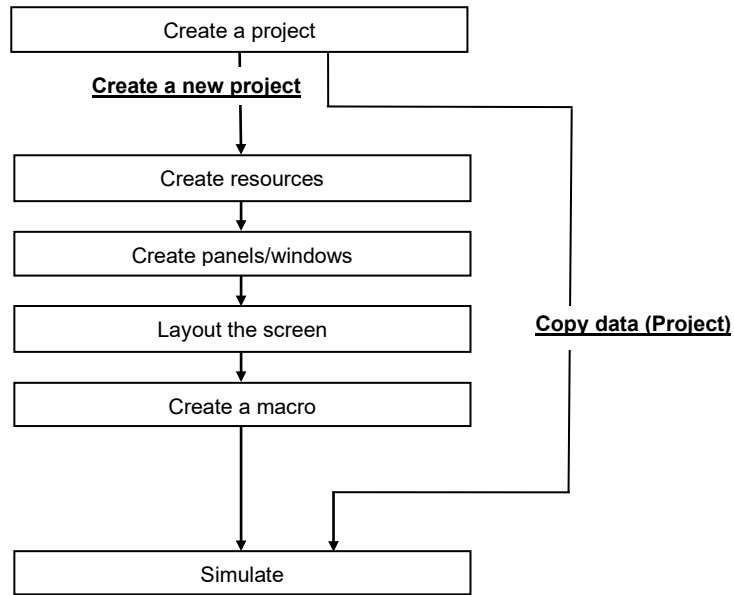 Create a project
Create a new project
Create resources
Create panels/windows
Layout the screen
Copy data (Project)
Create a macro
Simulate